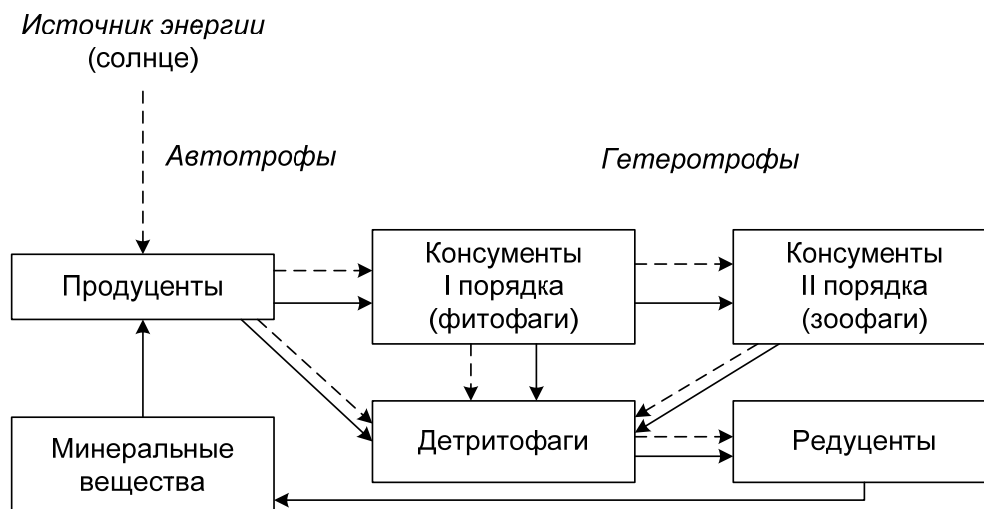 Источник энергии
(солнце)
Автотрофы
Гетеротрофы
Продуценты
Консументы
I порядка
(фитофаги)
Консументы
II порядка
(зоофаги)
Минеральные
вещества
Детритофаги
Редуценты